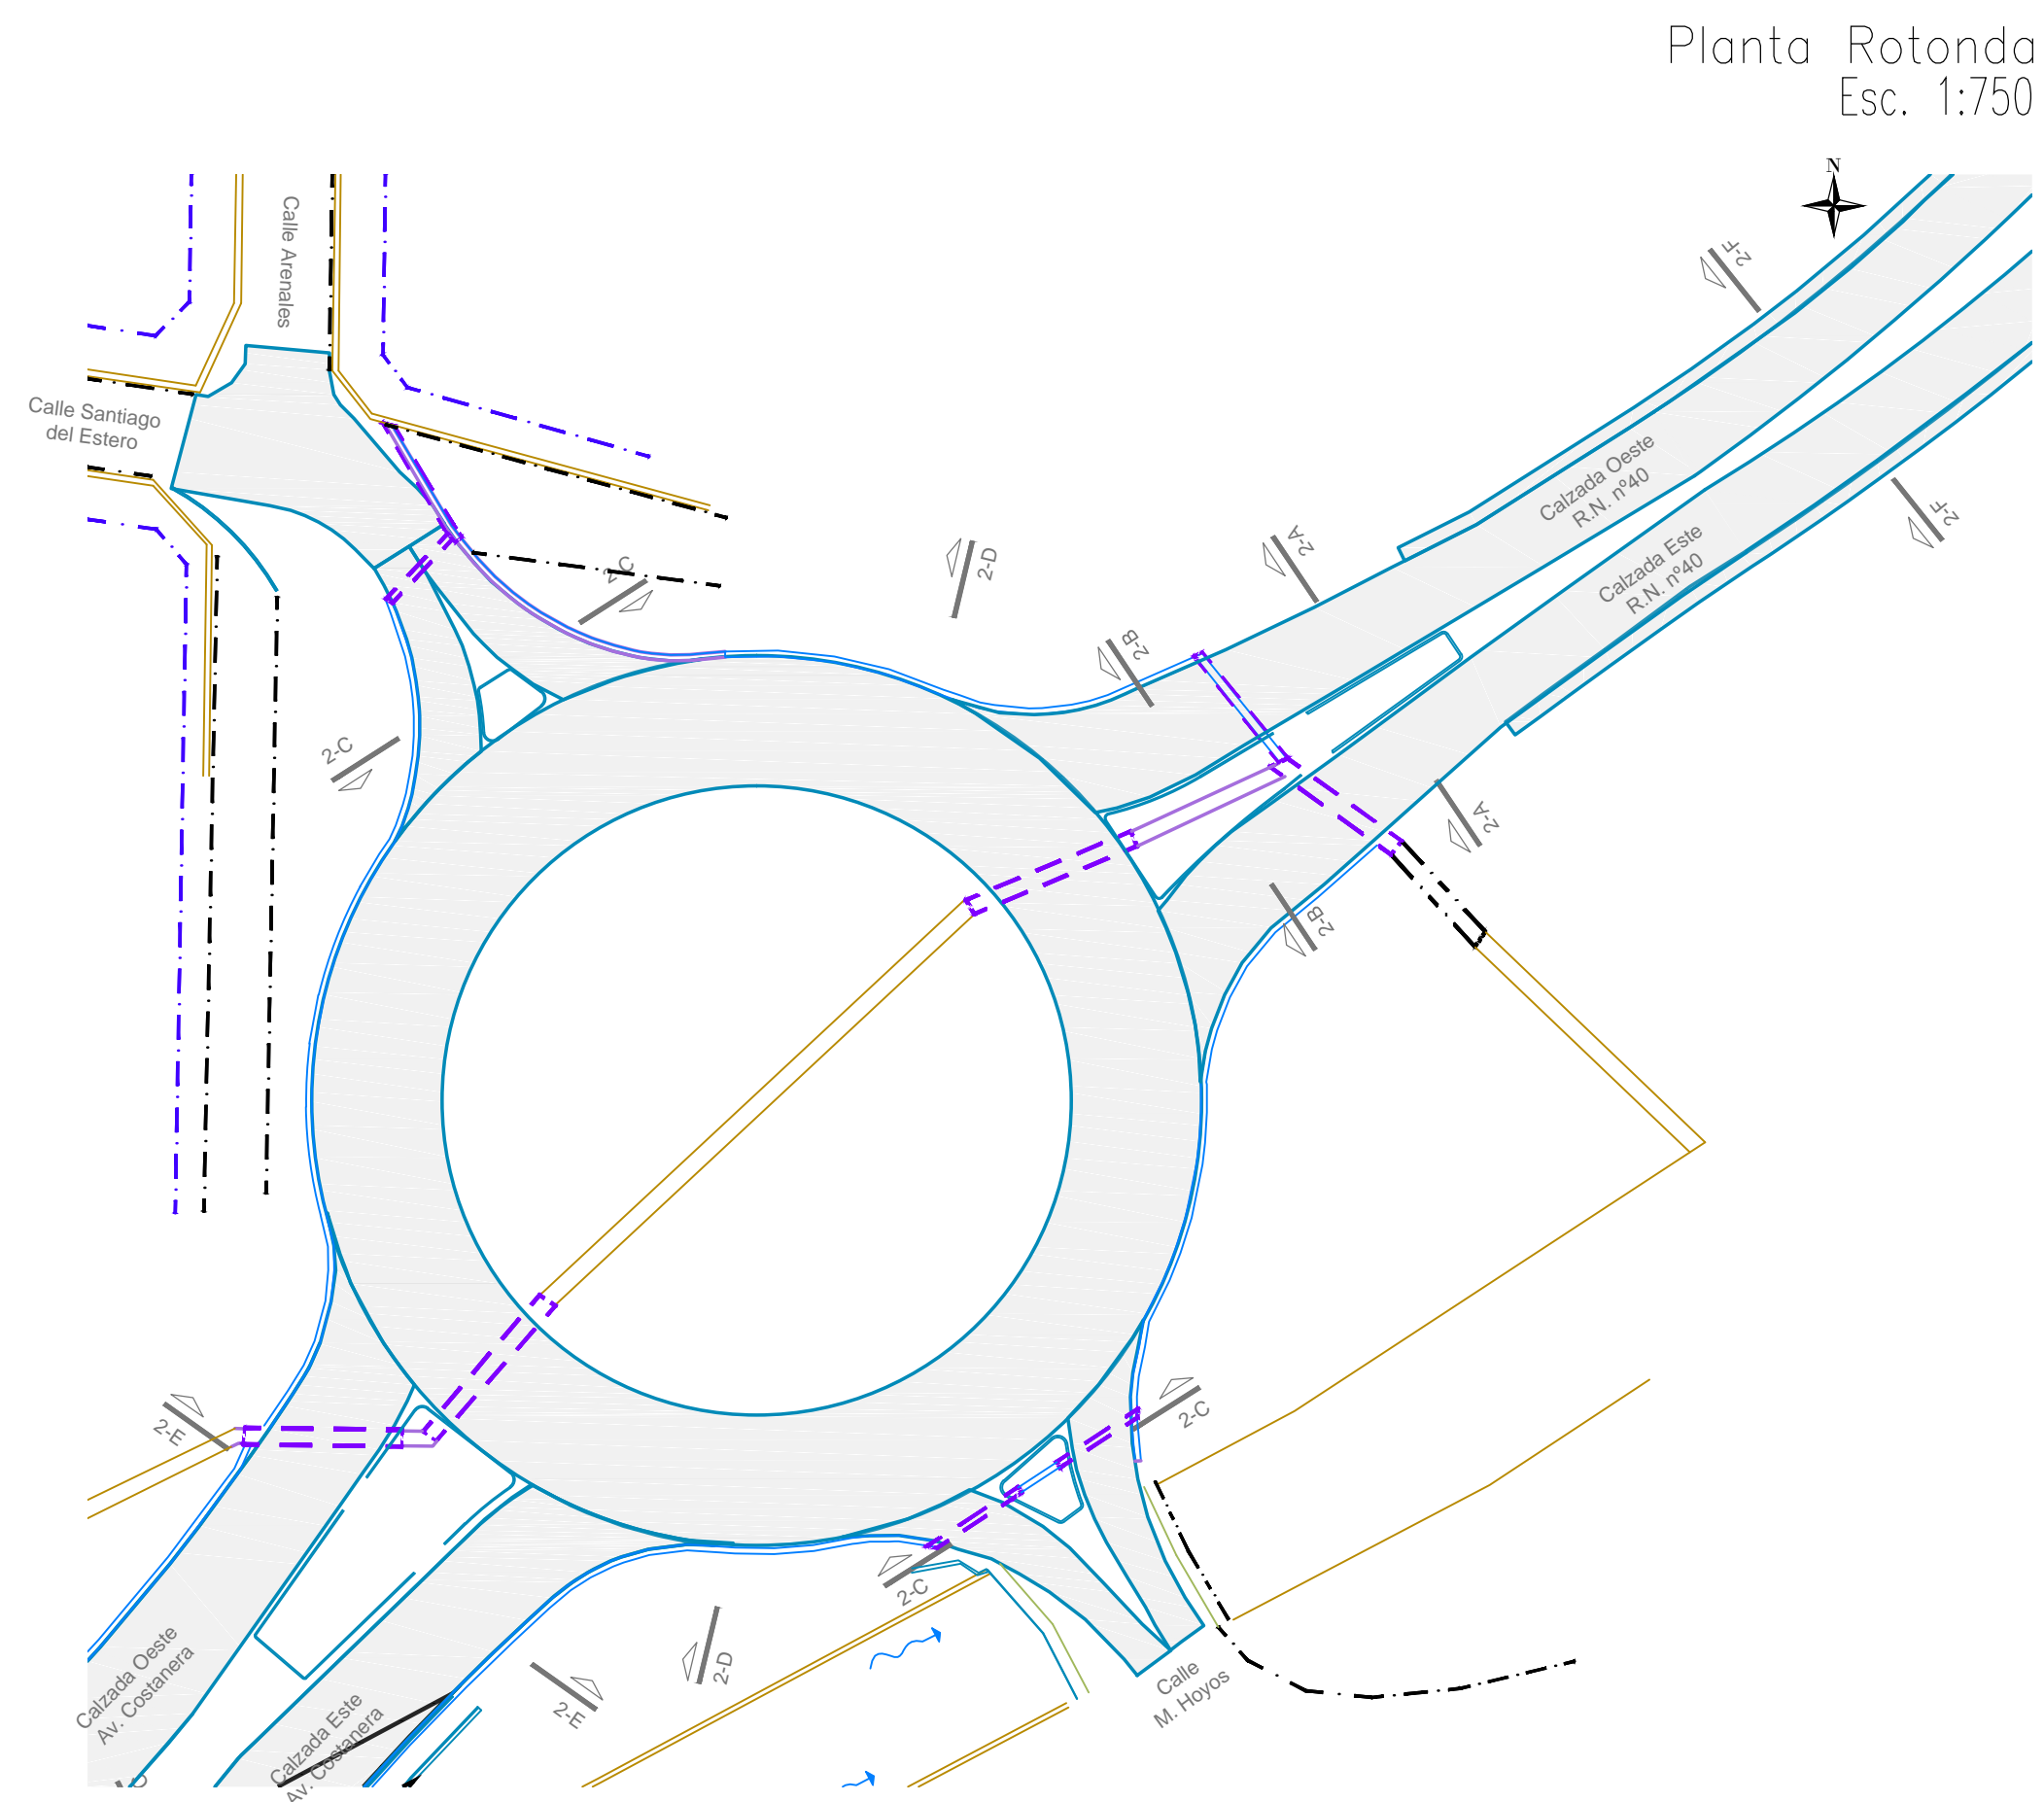 Planta Rotonda
Esc. 1:750
N
Calle Arenales
Calle Santiago
del Estero
2-F
Calzada Oeste
R.N. nº40
2-F
Calzada Este
R.N. nº40
2-C
2-D
2-A
2-B
2-C
2-A
2-B
2-E
2-C
2-C
2-D
2-E
Calle
M. Hoyos
Calzada Oeste
Av. Costanera
Calzada Este
Av. Costanera